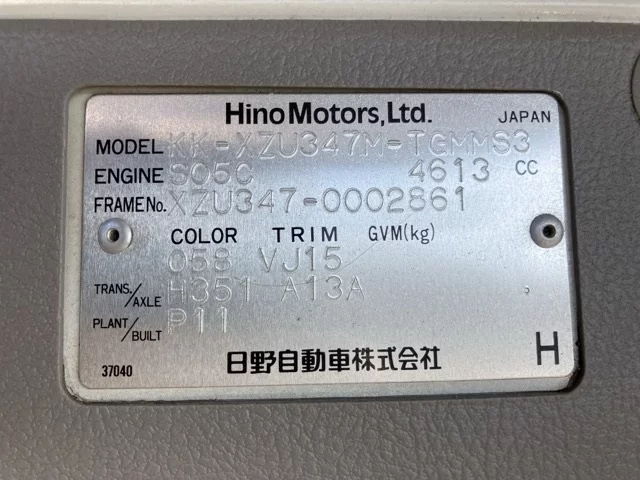 Hino Motors, Ltd. JAPAN
MODEL KK-XZU347M-TGMMS3
ENGINE S05C 4613 CC
FRAME No. XZU347-0002861
COLOR TRIM GVM(kg)
058 VJ15
TRANS./AXLE H351 A13A
PLANT/BUILT P11
37040 日野自動車株式会社 H